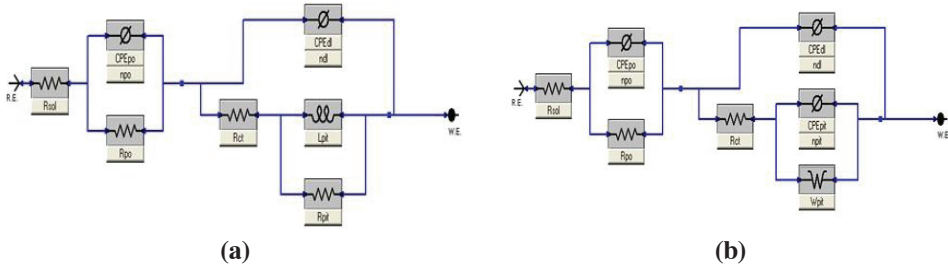 CPEpo
npo
R.E.
Rsol
Rpo
CPEdl
ndl
Rct
Lpit
W.E.
Rpit
(a)
CPEpo
npo
R.E.
Rsol
Rpo
CPEdl
ndl
Rct
CPEpit
npit
W.E.
Wpit
(b)